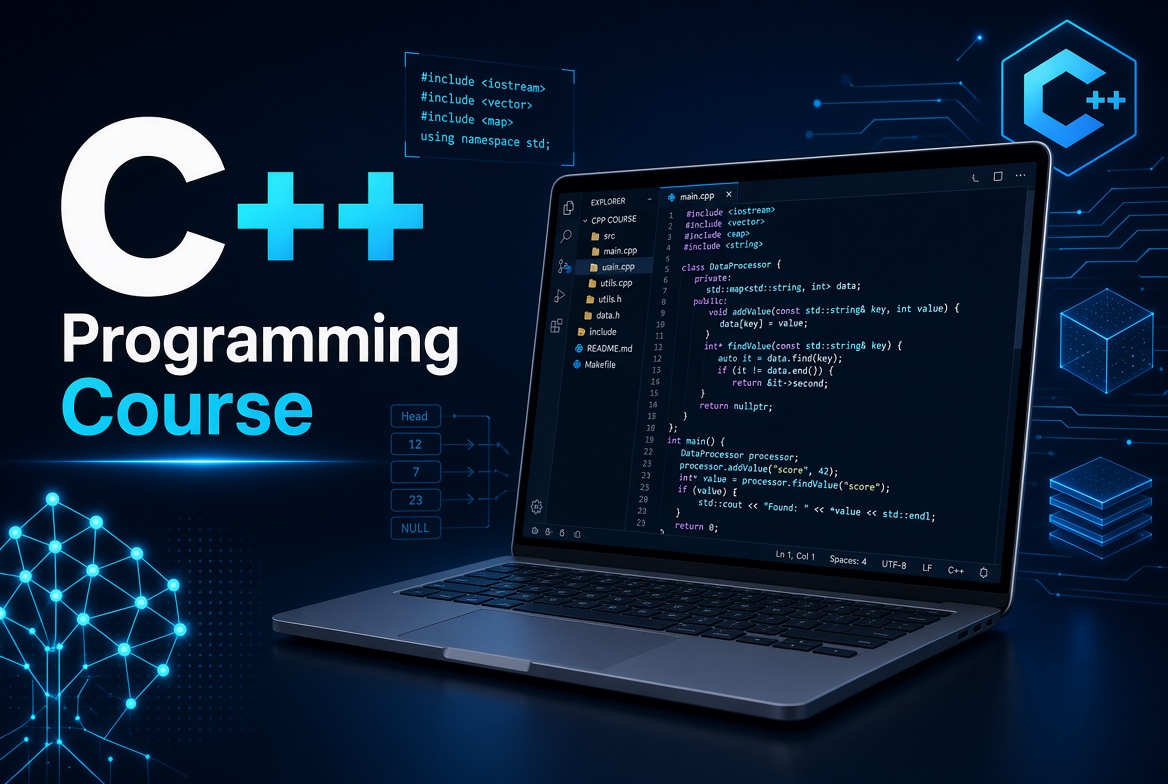 C++
Programming
Course
#include <iostream>
#include <vector>
#include <map>
using namespace std;
C++
Head
12
7
23
NULL
EXPLORER
CPP COURSE
src
main.cpp
utils.cpp
utils.h
data.h
include
README.md
Makefile
main.cpp
1 #include <iostream>
2 #include <vector>
#include <map>
4 #include <string>
class DataProcessor {
private:
std::map<std::string, int> data;
public:
void addValue(const std::string& key, int value) {
data[key] = value;
}
int* findValue(const std::string& key) {
auto it = data.find(key);
if (it != data.end()) {
return &it->second;
}
return nullptr;
}
};
int main() {
DataProcessor processor;
processor.addValue("score", 42);
int* value = processor.findValue("score");
if (value) {
std::cout << "Found: " << *value << std::endl;
}
return 0;
Ln 1, Col 1 Spaces: 4 UTF-8 LF C++